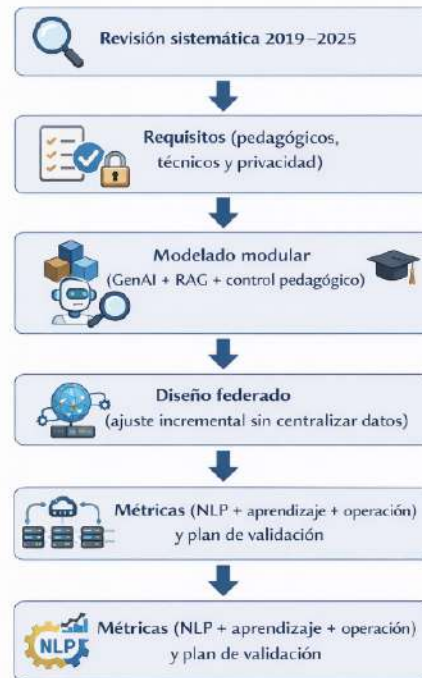 Revisión sistemática 2019–2025
Requisitos (pedagógicos,
técnicos y privacidad)
Modelado modular
(GenAI + RAG + control pedagógico)
Diseño federado
(ajuste incremental sin centralizar datos)
Métricas (NLP + aprendizaje + operación)
y plan de validación
Métricas (NLP + aprendizaje + operación)
y plan de validación
NLP